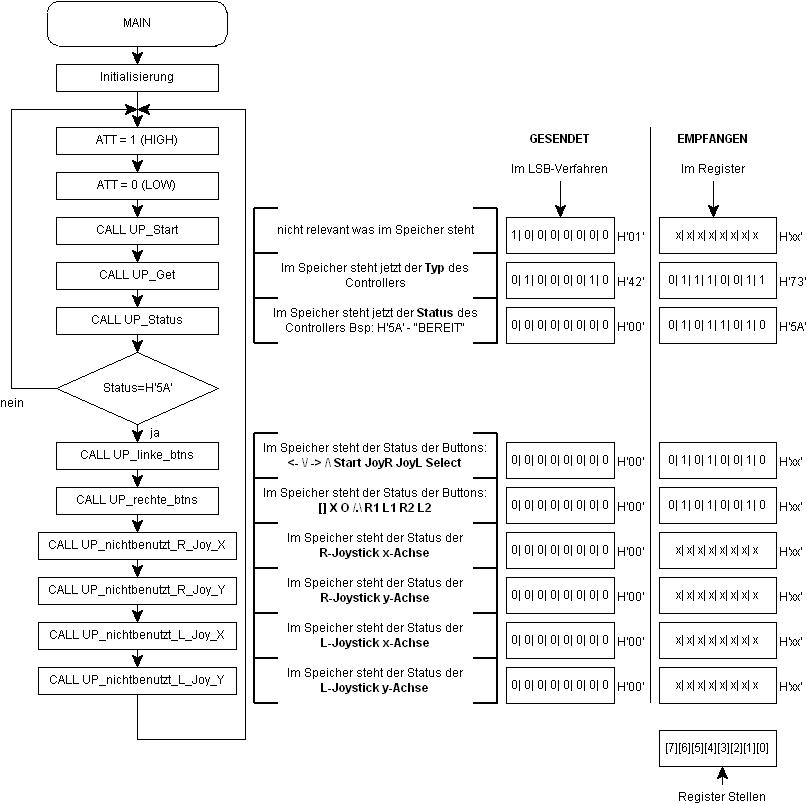 MAIN
Initialisierung
ATT = 1 (HIGH)
ATT = 0 (LOW)
CALL UP_Start
CALL UP_Get
CALL UP_Status
Status=H'5A'
nein
ja
CALL UP_linke_btns
CALL UP_rechte_btns
CALL UP_nichtbenutzt_R_Joy_X
CALL UP_nichtbenutzt_R_Joy_Y
CALL UP_nichtbenutzt_L_Joy_X
CALL UP_nichtbenutzt_L_Joy_Y
GESENDET
EMPFANGEN
Im LSB-Verfahren
Im Register
nicht relevant was im Speicher steht
1| 0| 0| 0| 0| 0| 0| 0
H'01'
x| x| x| x| x| x| x| x
H'xx'
Im Speicher steht jetzt der Typ des
Controllers
0| 1| 0| 0| 0| 0| 1| 0
H'42'
0| 1| 1| 1| 0| 0| 1| 1
H'73'
Im Speicher steht jetzt der Status des
Controllers Bsp: H'5A' - "BEREIT"
0| 0| 0| 0| 0| 0| 0| 0
H'00'
0| 1| 0| 1| 1| 0| 1| 0
H'5A'
Im Speicher steht der Status der Buttons:
<- \/ -> /\ Start JoyR JoyL Select
0| 0| 0| 0| 0| 0| 0| 0
H'00'
0| 1| 0| 1| 0| 0| 1| 0
H'xx'
Im Speicher steht der Status der Buttons:
[] X O /.\ R1 L1 R2 L2
0| 0| 0| 0| 0| 0| 0| 0
H'00'
0| 1| 0| 1| 0| 0| 1| 0
H'xx'
Im Speicher steht der Status der
R-Joystick x-Achse
0| 0| 0| 0| 0| 0| 0| 0
H'00'
x| x| x| x| x| x| x| x
H'xx'
Im Speicher steht der Status der
R-Joystick y-Achse
0| 0| 0| 0| 0| 0| 0| 0
H'00'
x| x| x| x| x| x| x| x
H'xx'
Im Speicher steht der Status der
L-Joystick x-Achse
0| 0| 0| 0| 0| 0| 0| 0
H'00'
x| x| x| x| x| x| x| x
H'xx'
Im Speicher steht der Status der
L-Joystick y-Achse
0| 0| 0| 0| 0| 0| 0| 0
H'00'
x| x| x| x| x| x| x| x
H'xx'
[7][6][5][4][3][2][1][0]
Register Stellen